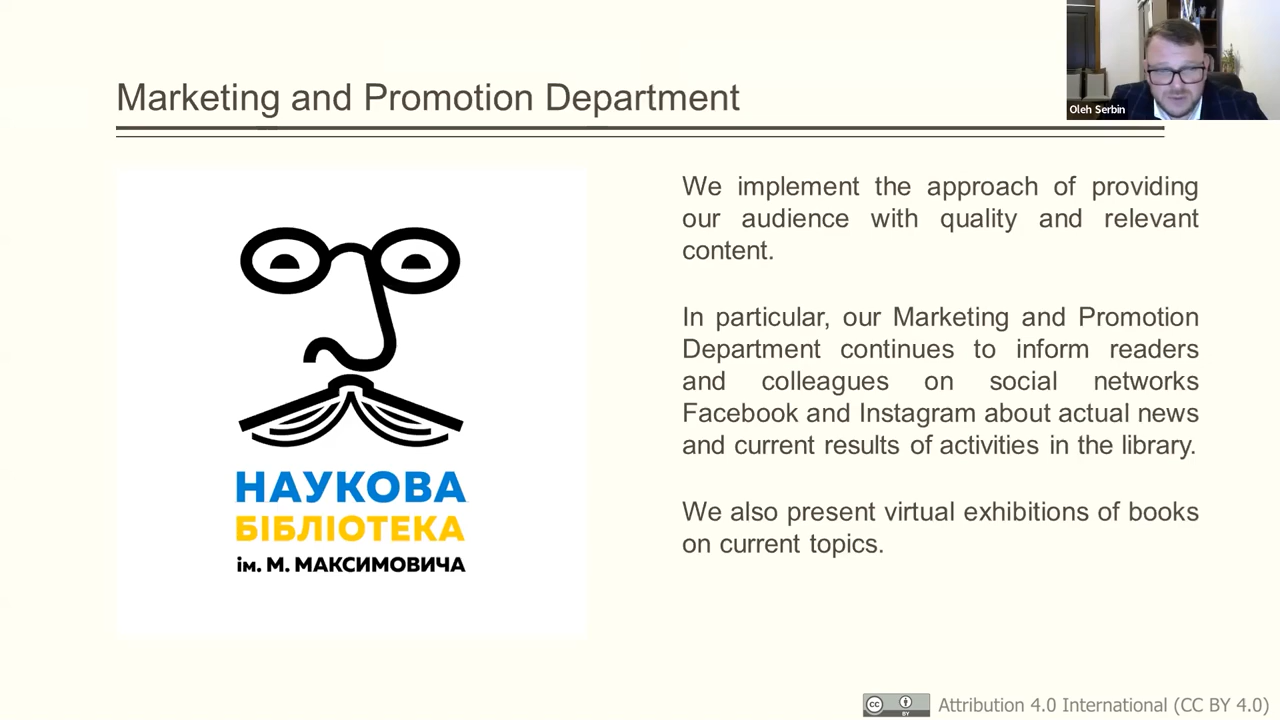 Marketing and Promotion Department
Oleh Serbin
We implement the approach of providing
our audience with quality and relevant
content.
In particular, our Marketing and Promotion
Department continues to inform readers
and colleagues on social networks
Facebook and Instagram about actual news
and current results of activities in the library.
We also present virtual exhibitions of books
on current topics.
НАУКОВА
БІБЛІОТЕКА
ім. М. МАКСИМОВИЧА
cc BY Attribution 4.0 International (CC BY 4.0)